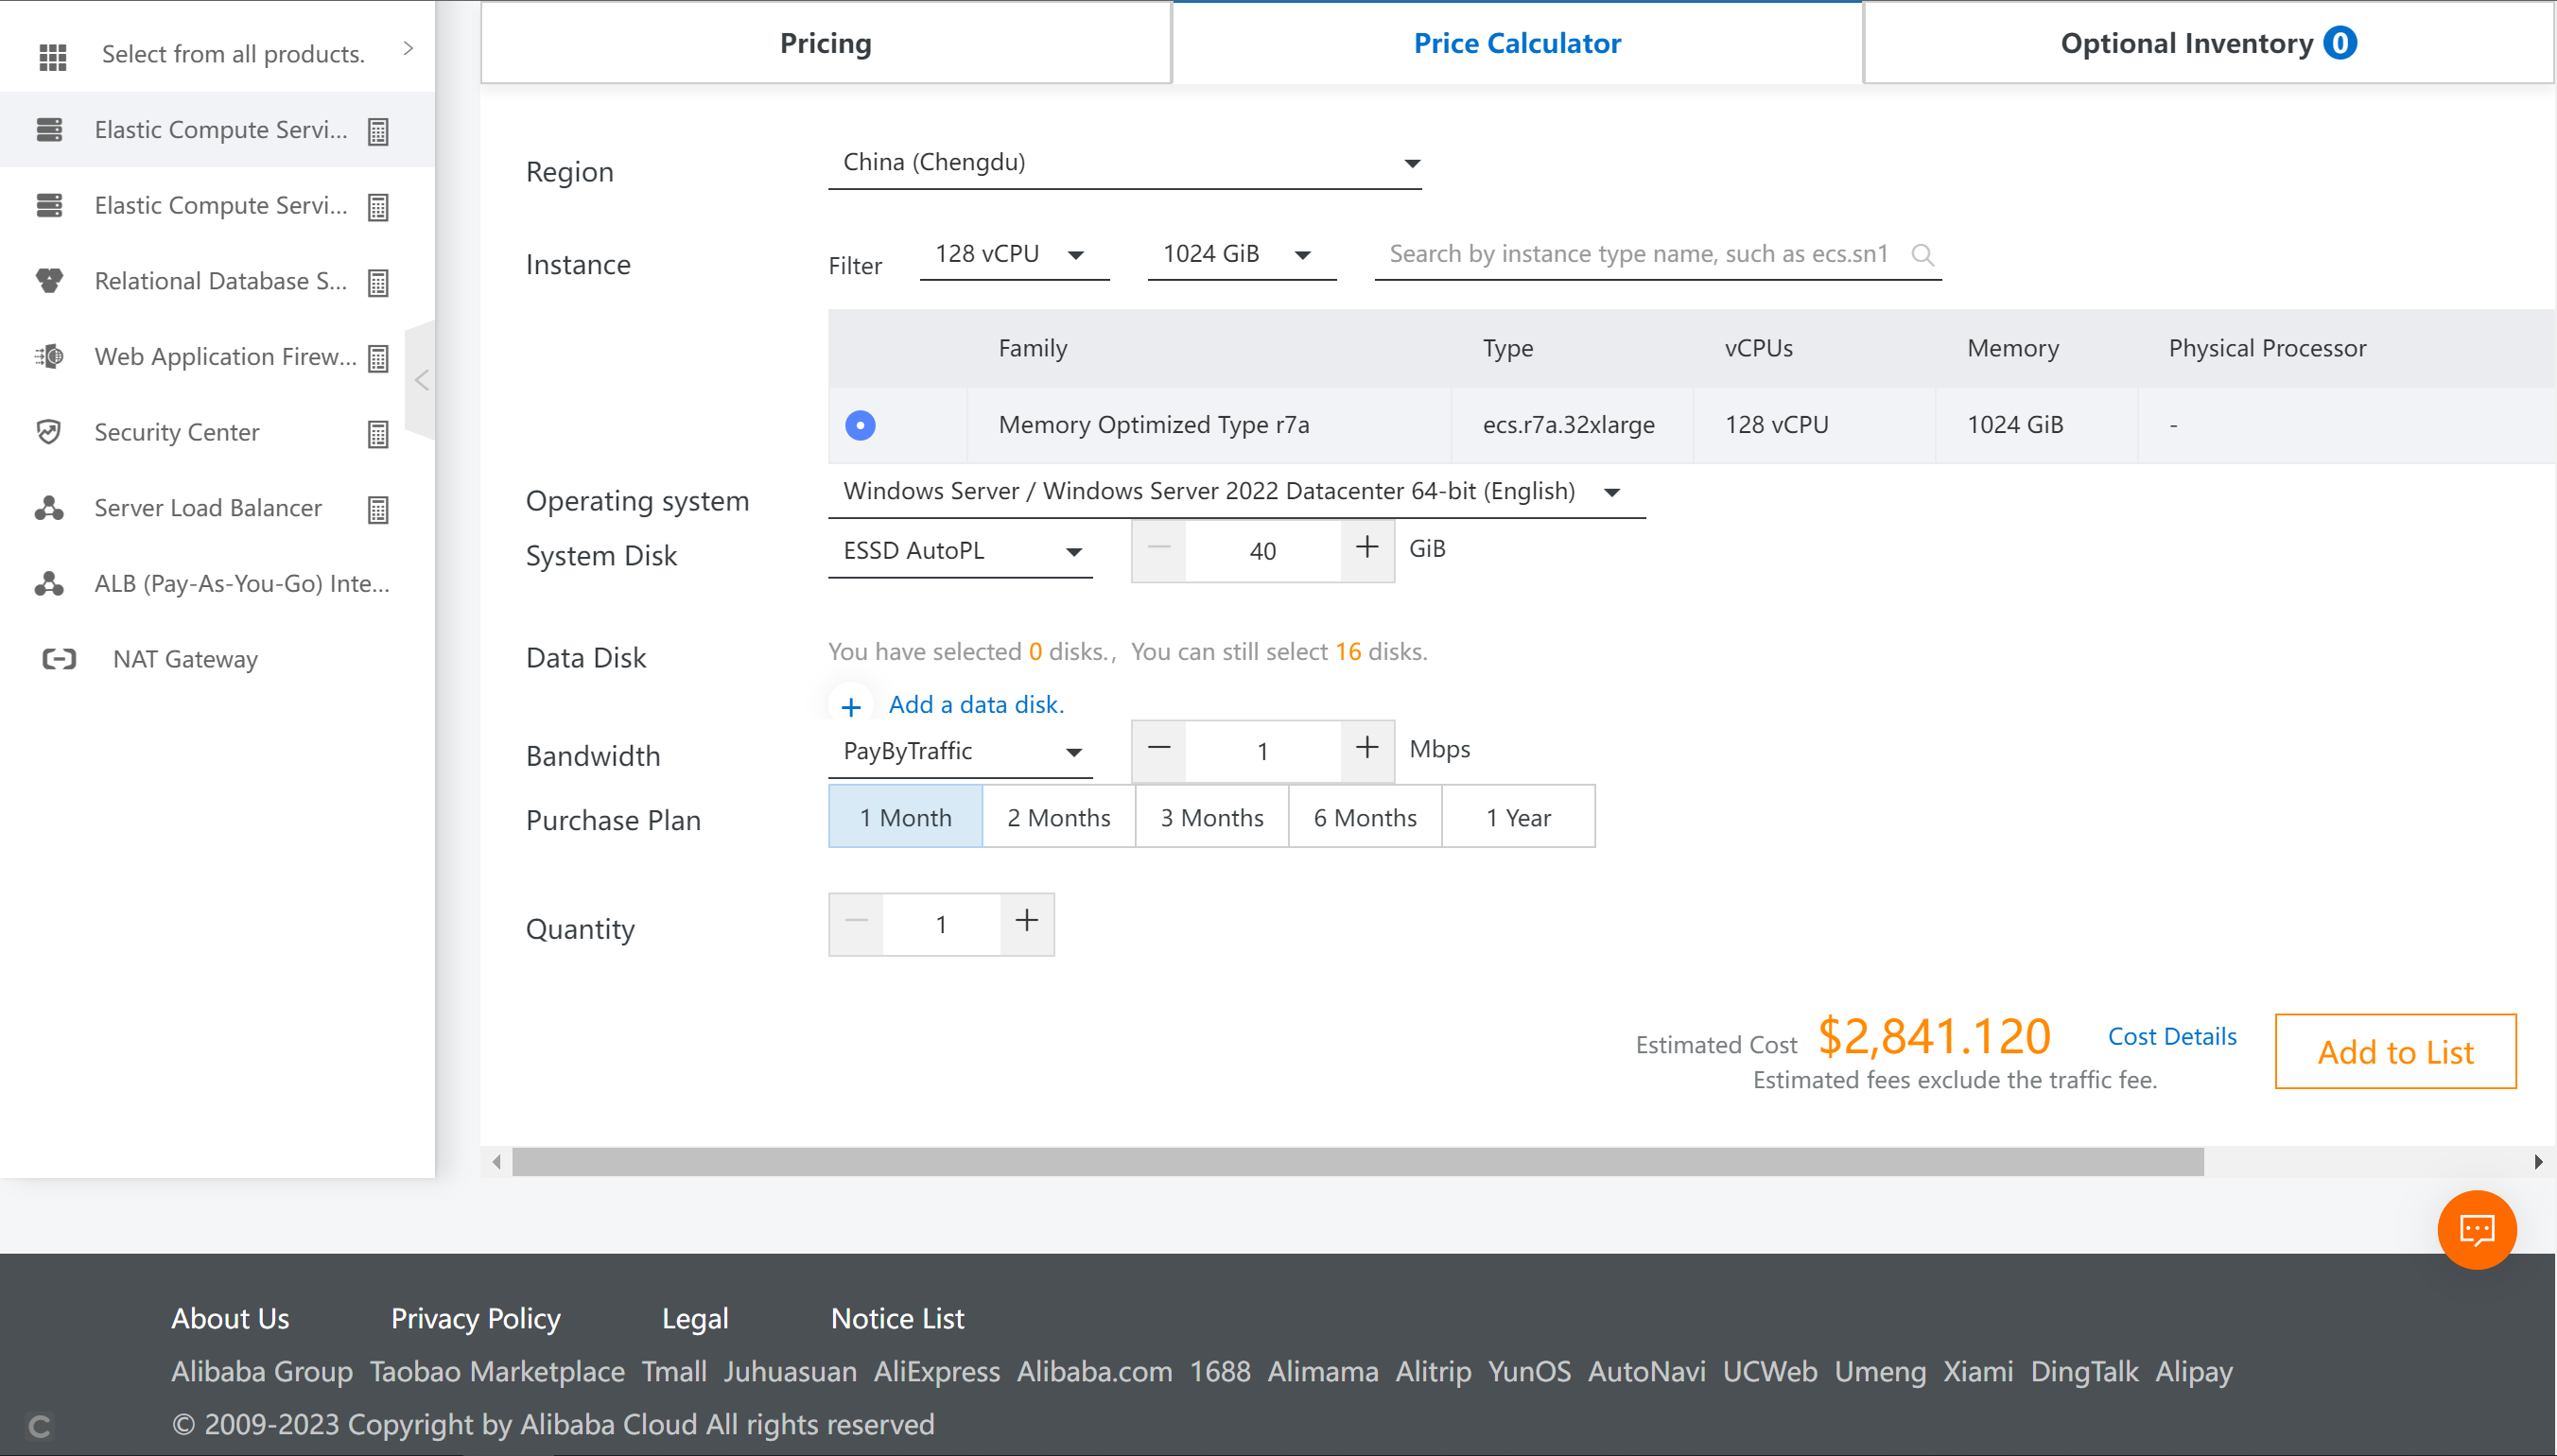 Select from all products.
Elastic Compute Servi...
Elastic Compute Servi...
Relational Database S...
Web Application Firew...
Security Center
Server Load Balancer
ALB (Pay-As-You-Go) Inte...
NAT Gateway
Pricing
Price Calculator
Optional Inventory 0
Region
China (Chengdu)
Instance
Filter
128 vCPU
1024 GiB
Search by instance type name, such as ecs.sn1
Family Type vCPUs Memory Physical Processor
Memory Optimized Type r7a ecs.r7a.32xlarge 128 vCPU 1024 GiB -
Operating system
Windows Server / Windows Server 2022 Datacenter 64-bit (English)
System Disk
ESSD AutoPL
40
GiB
Data Disk
You have selected 0 disks., You can still select 16 disks.
Add a data disk.
Bandwidth
PayByTraffic
1
Mbps
Purchase Plan
1 Month
2 Months
3 Months
6 Months
1 Year
Quantity
1
Estimated Cost $2,841.120
Cost Details
Add to List
Estimated fees exclude the traffic fee.
About Us Privacy Policy Legal Notice List
Alibaba Group Taobao Marketplace Tmall Juhuasuan AliExpress Alibaba.com 1688 Alimama Alitrip YunOS AutoNavi UCWeb Umeng Xiami DingTalk Alipay
© 2009-2023 Copyright by Alibaba Cloud All rights reserved